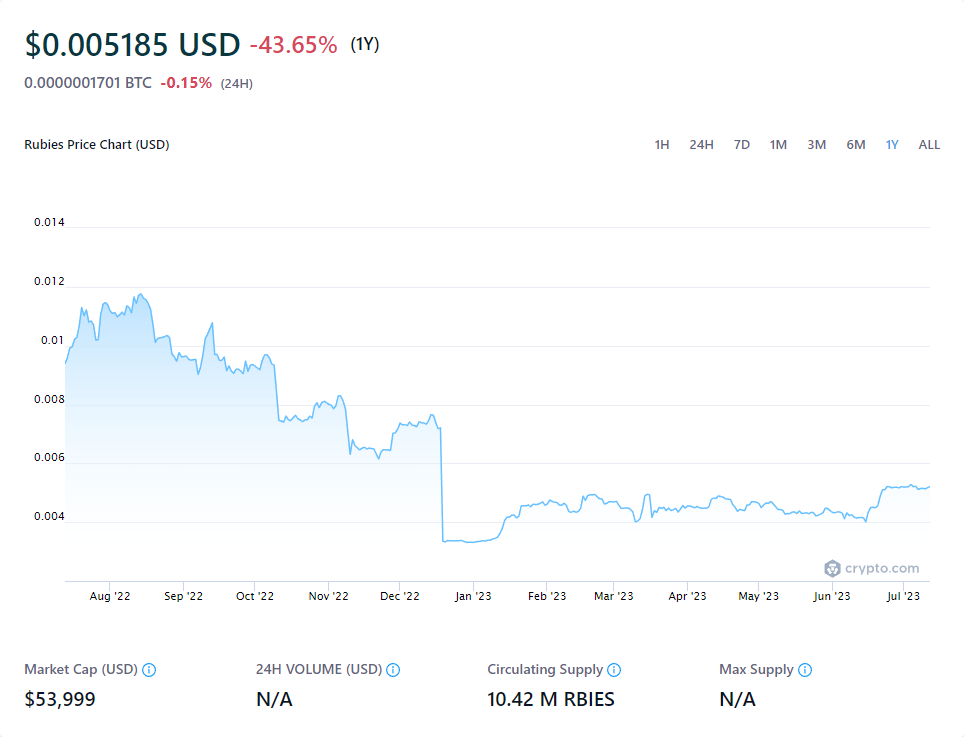 $0.005185 USD -43.65% (1Y)
0.0000001701 BTC -0.15% (24H)
Rubies Price Chart (USD) 1H 24H 7D 1M 3M 6M 1Y ALL
0.014
0.012
0.01
0.008
0.006
0.004
crypto.com
Aug '22 Sep '22 Oct '22 Nov '22 Dec '22 Jan '23 Feb '23 Mar '23 Apr '23 May '23 Jun '23 Jul '23
Market Cap (USD) 24H VOLUME (USD) Circulating Supply Max Supply
$53,999 N/A 10.42 M RBIES N/A